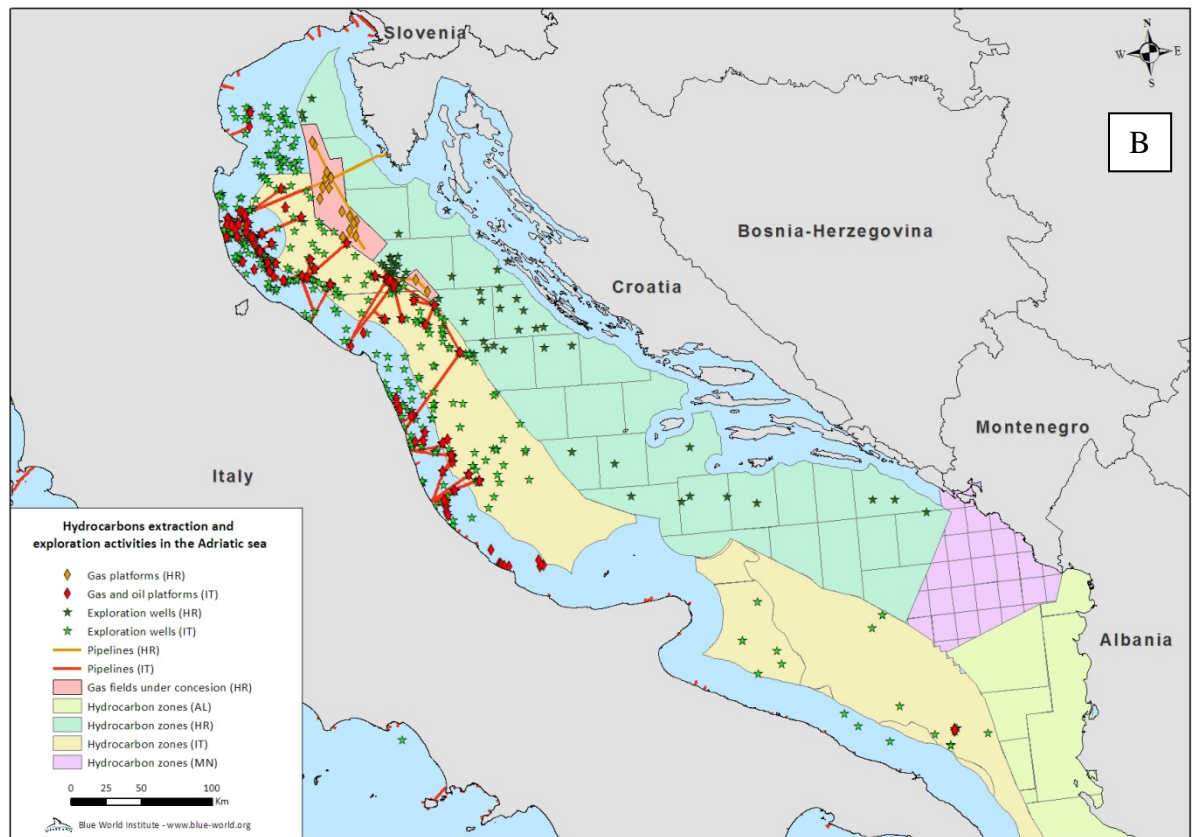 Slovenia
N
W E
S
B
Bosnia-Herzegovina
Croatia
Montenegro
Italy
Albania
Hydrocarbons extraction and
exploration activities in the Adriatic sea
Gas platforms (HR)
Gas and oil platforms (IT)
Exploration wells (HR)
Exploration wells (IT)
Pipelines (HR)
Pipelines (IT)
Gas fields under concesion (HR)
Hydrocarbon zones (AL)
Hydrocarbon zones (HR)
Hydrocarbon zones (IT)
Hydrocarbon zones (MN)
0 25 50 100
Km
Blue World Institute - www.blue-world.org